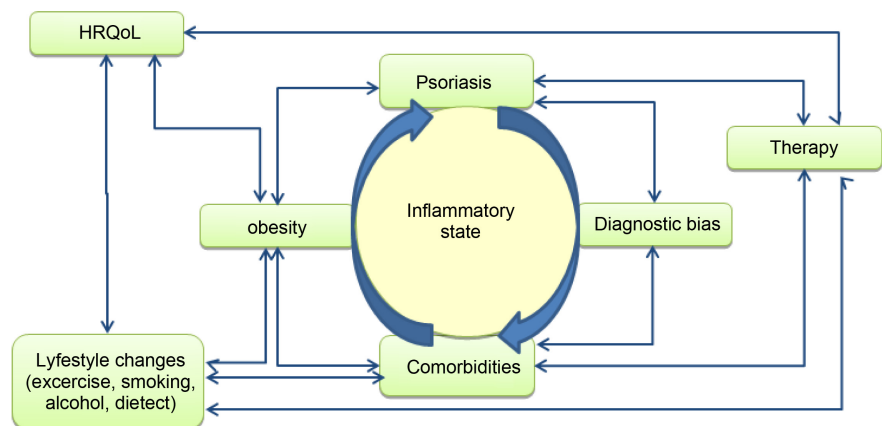 HRQoL
Psoriasis
Therapy
Inflammatory
state
obesity
Diagnostic bias
Lyfestyle changes
(excercise, smoking,
alcohol, dietect)
Comorbidities